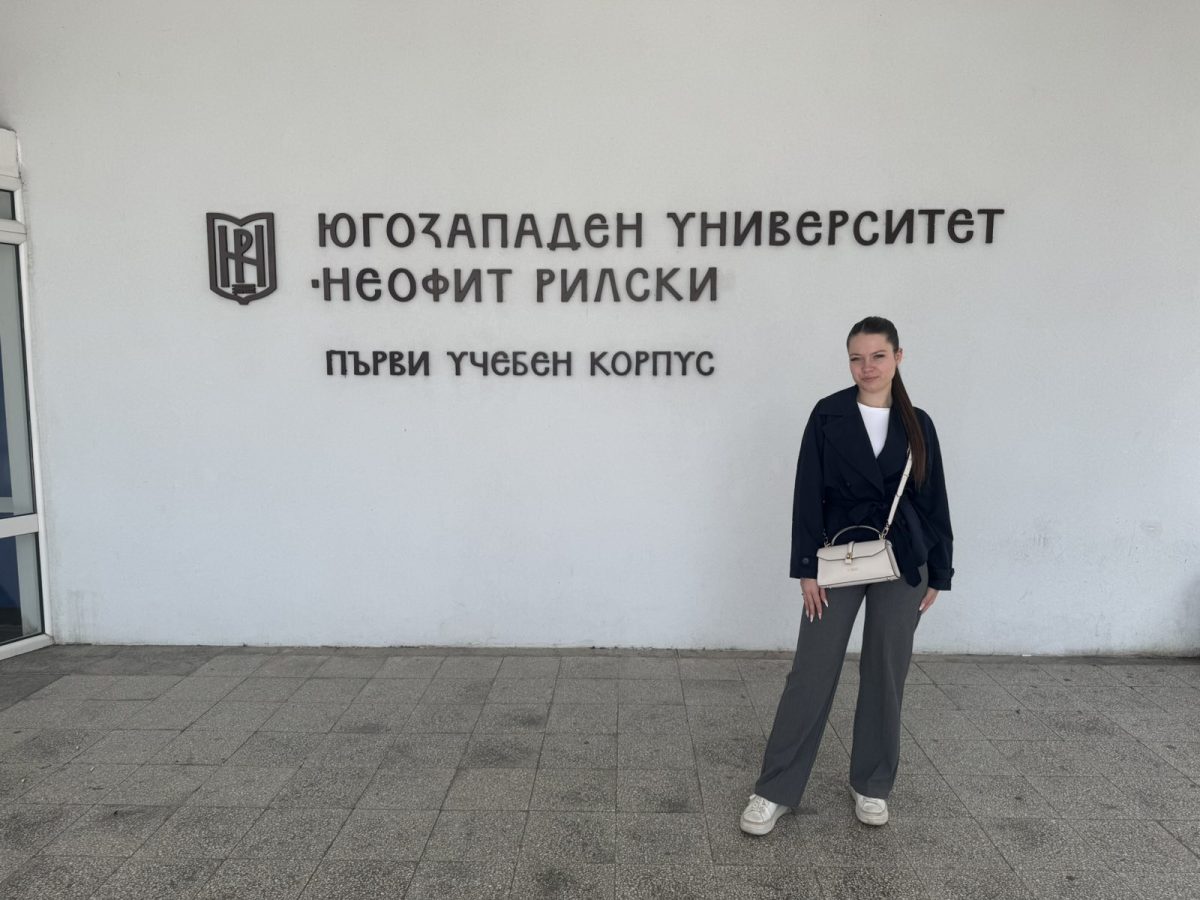 ЮГОЗАПАДЕН УНИВЕРСИТЕТ
·НЕОФИТ РИЛСКИ
ПЪРВИ УЧЕБЕН КОРПУС